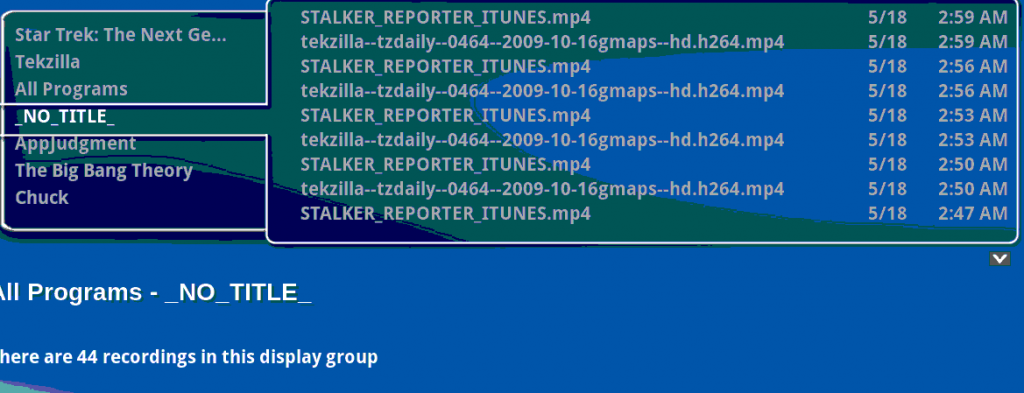 Star Trek: The Next Ge...
Tekzilla
All Programs
_NO_TITLE_
AppJudgment
The Big Bang Theory
Chuck
STALKER_REPORTER_ITUNES.mp4 5/18 2:59 AM
tekzilla--tzdaily--0464--2009-10-16gmaps--hd.h264.mp4 5/18 2:59 AM
STALKER_REPORTER_ITUNES.mp4 5/18 2:56 AM
tekzilla--tzdaily--0464--2009-10-16gmaps--hd.h264.mp4 5/18 2:56 AM
STALKER_REPORTER_ITUNES.mp4 5/18 2:53 AM
tekzilla--tzdaily--0464--2009-10-16gmaps--hd.h264.mp4 5/18 2:53 AM
STALKER_REPORTER_ITUNES.mp4 5/18 2:50 AM
tekzilla--tzdaily--0464--2009-10-16gmaps--hd.h264.mp4 5/18 2:50 AM
STALKER_REPORTER_ITUNES.mp4 5/18 2:47 AM
All Programs - _NO_TITLE_
here are 44 recordings in this display group